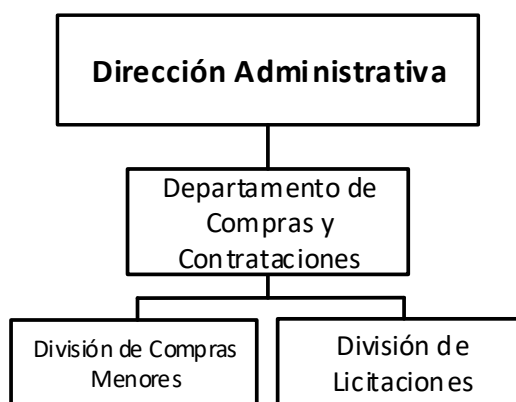 Dirección Administrativa
Departamento de
Compras y
Contrataciones
División de Compras
Menores
División de
Licitaciones